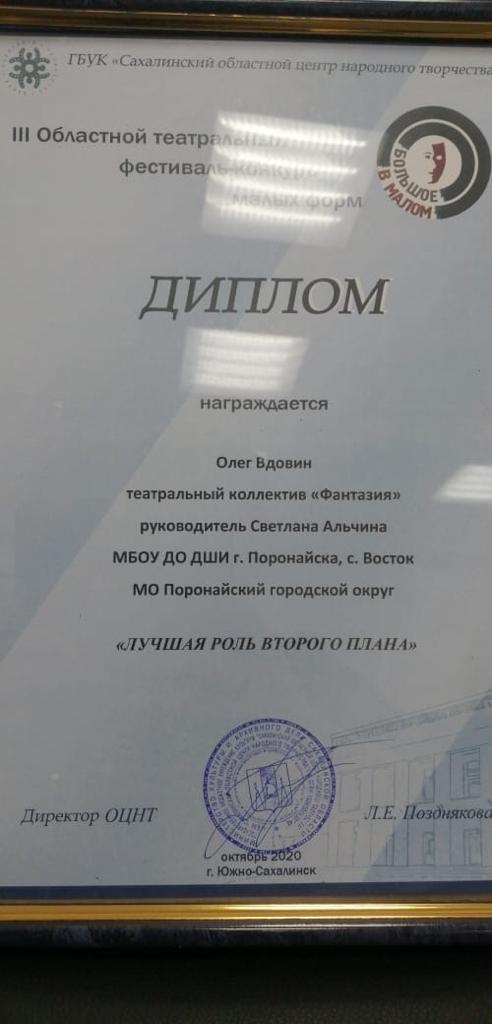 ГБУК «Сахалинский областной центр народного творчества
III Областной театральный
фестиваль-конкурс
малых форм
БОЛЬШОЕ
В МАЛОМ
ДИПЛОМ
награждается
Олег Вдовин
театральный коллектив «Фантазия»
руководитель Светлана Альчина
МБОУ ДО ДШИ г. Поронайска, с. Восток
МО Поронайский городской округ
«ЛУЧШАЯ РОЛЬ ВТОРОГО ПЛАНА»
Директор ОЦНТ
Л.Е. Позднякова
октябрь 2020
г. Южно-Сахалинск